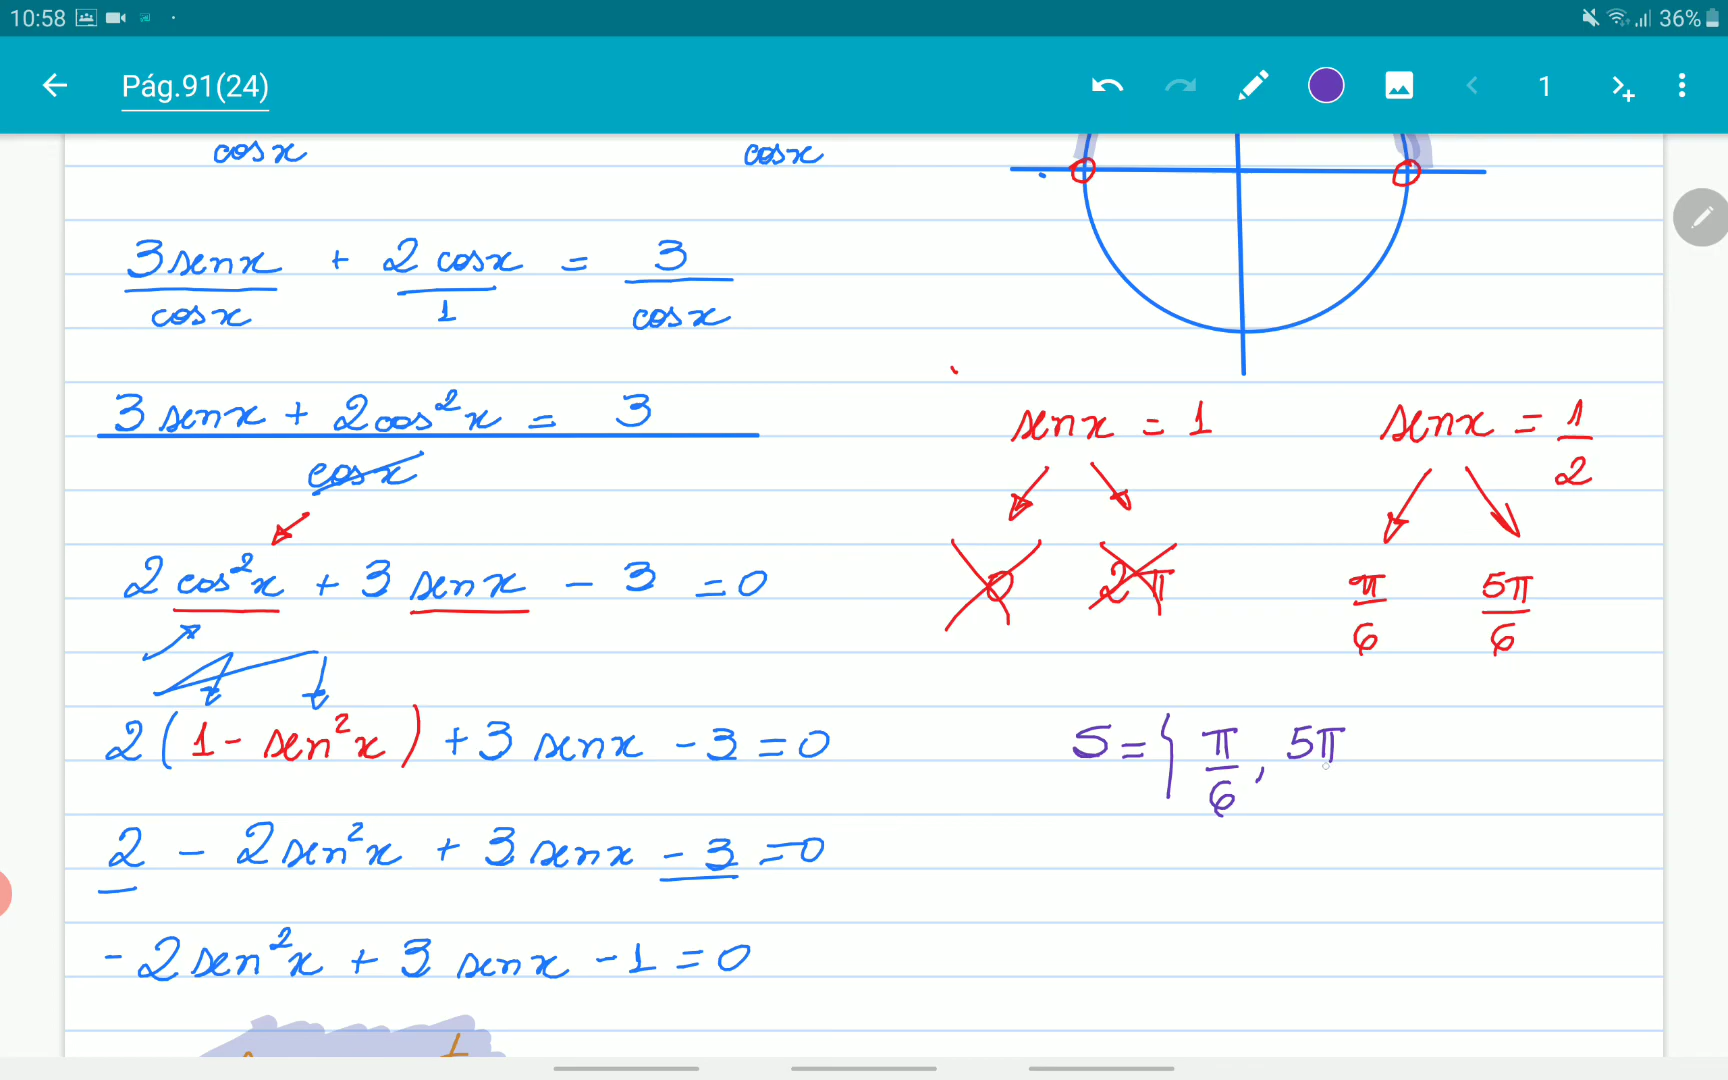 10:58 36%
Pág.91(24) 1
cos x cos x
3 sen x + 2 cos x = 3
cos x 1 cos x
3 sen x + 2 cos² x = 3
cos x
2 cos² x + 3 sen x - 3 = 0
2 (1 - sen² x) + 3 sen x - 3 = 0
2 - 2 sen² x + 3 sen x - 3 = 0
- 2 sen² x + 3 sen x - 1 = 0
sen x = 1 sen x = 1/2
0 2π π/6 5π/6
S = { π/6 , 5π